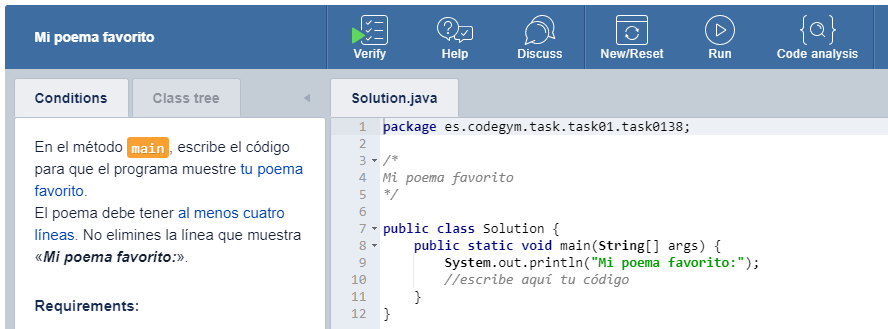 Mi poema favorito
Verify
Help
Discuss
New/Reset
Run
Code analysis
Conditions
Class tree
En el método main, escribe el código
para que el programa muestre tu poema
favorito.
El poema debe tener al menos cuatro
líneas. No elimines la línea que muestra
«Mi poema favorito:».
Requirements:
Solution.java
1 package es.codegym.task.task01.task0138;
2
3 /*
4 Mi poema favorito
5 */
6
7 public class Solution {
8 public static void main(String[] args) {
9 System.out.println("Mi poema favorito:");
10 //escribe aquí tu código
11 }
12 }